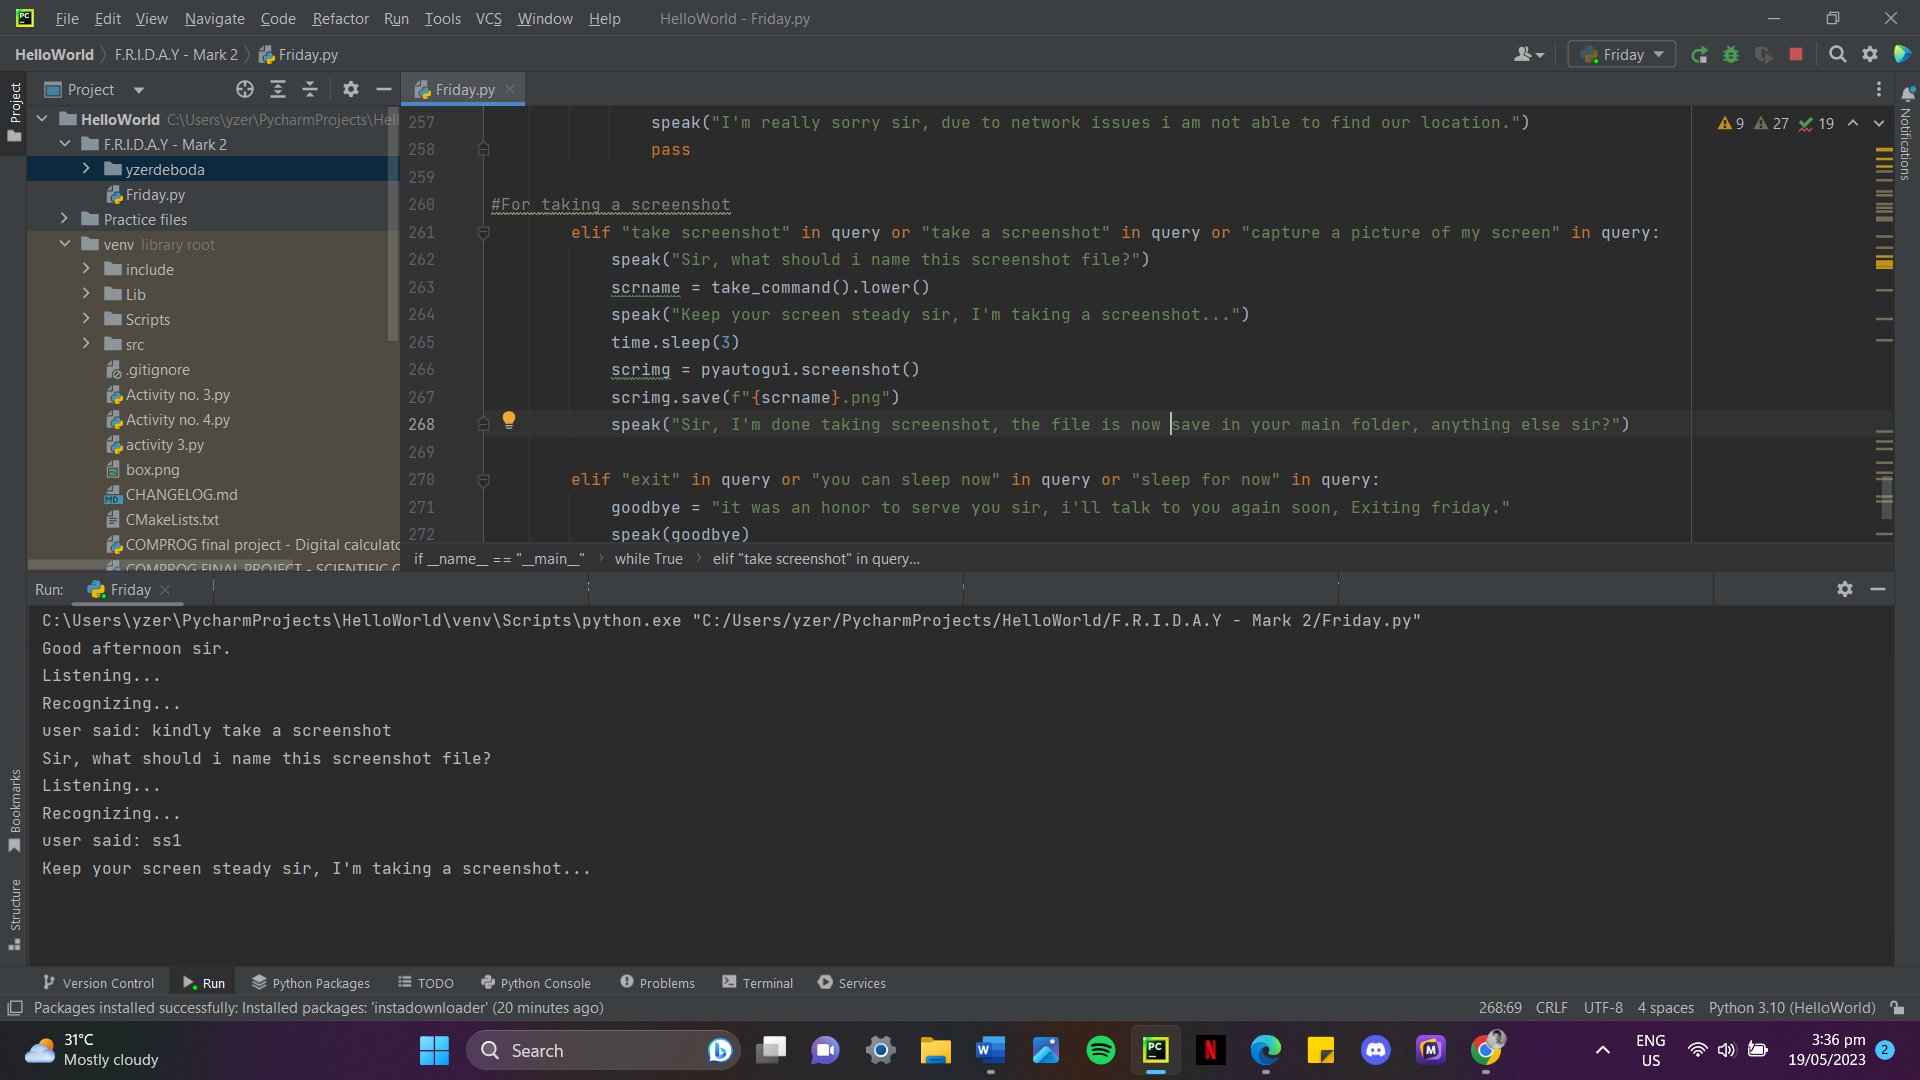 File Edit View Navigate Code Refactor Run Tools VCS Window Help HelloWorld - Friday.py
HelloWorld F.R.I.D.A.Y - Mark 2 Friday.py Friday
Project
Project
Friday.py
HelloWorld C:\Users\yzer\PycharmProjects\Hell
F.R.I.D.A.Y - Mark 2
yzerdeboda
Friday.py
Practice files
venv library root
include
Lib
Scripts
src
.gitignore
Activity no. 3.py
Activity no. 4.py
activity 3.py
box.png
CHANGELOG.md
CMakeLists.txt
COMPROG final project - Digital calculato
COMPROG FINAL PROJECT - SCIENTIFIC C
9 27 19
Notifications
257 speak("I'm really sorry sir, due to network issues i am not able to find our location.")
258 pass
259
260 #For taking a screenshot
261 elif "take screenshot" in query or "take a screenshot" in query or "capture a picture of my screen" in query:
262 speak("Sir, what should i name this screenshot file?")
263 scrname = take_command().lower()
264 speak("Keep your screen steady sir, I'm taking a screenshot...")
265 time.sleep(3)
266 scrimg = pyautogui.screenshot()
267 scrimg.save(f"{scrname}.png")
268 speak("Sir, I'm done taking screenshot, the file is now save in your main folder, anything else sir?")
269
270 elif "exit" in query or "you can sleep now" in query or "sleep for now" in query:
271 goodbye = "it was an honor to serve you sir, i'll talk to you again soon, Exiting friday."
272 speak(goodbye)
if __name__ == "__main__" while True elif "take screenshot" in query...
Run: Friday
C:\Users\yzer\PycharmProjects\HelloWorld\venv\Scripts\python.exe "C:/Users/yzer/PycharmProjects/HelloWorld/F.R.I.D.A.Y - Mark 2/Friday.py"
Good afternoon sir.
Listening...
Recognizing...
user said: kindly take a screenshot
Sir, what should i name this screenshot file?
Listening...
Recognizing...
user said: ss1
Keep your screen steady sir, I'm taking a screenshot...
Bookmarks
Structure
Version Control Run Python Packages TODO Python Console Problems Terminal Services
Packages installed successfully: Installed packages: 'instadownloader' (20 minutes ago) 268:69 CRLF UTF-8 4 spaces Python 3.10 (HelloWorld)
31°C
Mostly cloudy
Search
ENG
US
3:36 pm
19/05/2023
2